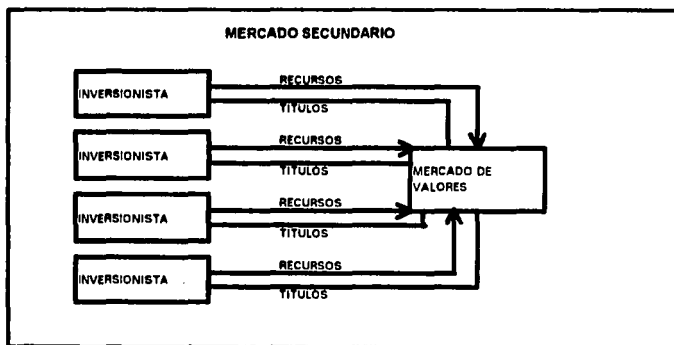 MERCADO SECUNDARIO
RECURSOS
INVERSIONISTA
TITULOS
RECURSOS
INVERSIONISTA
TITULOS
MERCADO DE
VALORES
RECURSOS
INVERSIONISTA
TITULOS
RECURSOS
INVERSIONISTA
TITULOS